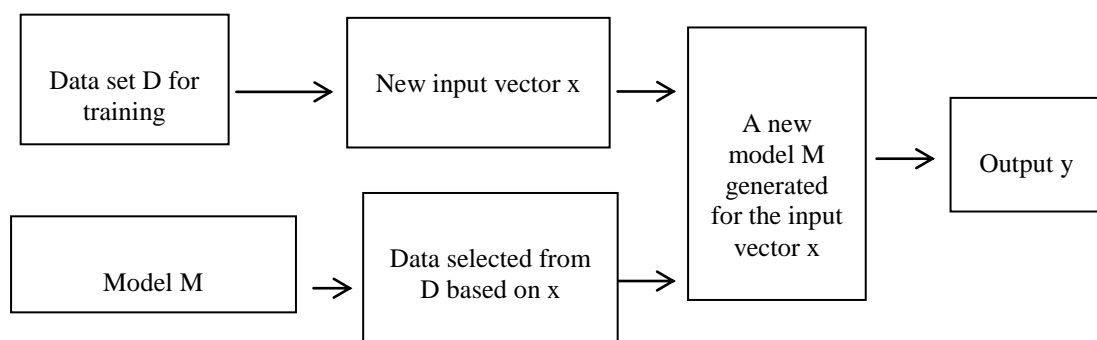 Data set D for
training
New input vector x
A new
model M
generated
for the input
vector x
Output y
Model M
Data selected from
D based on x